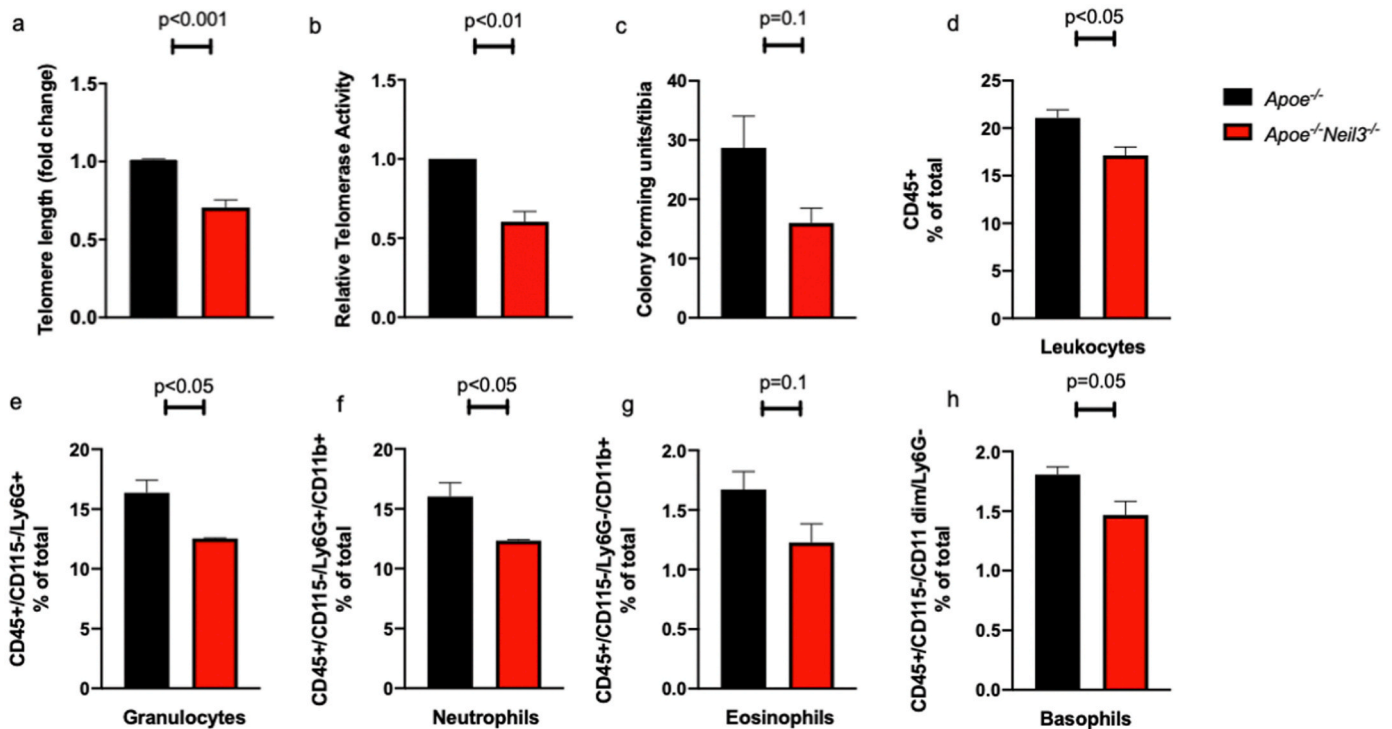 a
p<0.001
Telomere length (fold change)
1.5
1.0
0.5
0.0
b
p<0.01
Relative Telomerase Activity
1.5
1.0
0.5
0.0
c
p=0.1
Colony forming units/tibia
40
30
20
10
0
d
p<0.05
CD45+
% of total
25
20
15
10
5
0
Leukocytes
Apoe-/-
Apoe-/-Neil3-/-
e
p<0.05
CD45+/CD115-/Ly6G+
% of total
20
15
10
5
0
Granulocytes
f
p<0.05
CD45+/CD115-/Ly6G+/CD11b+
% of total
20
15
10
5
0
Neutrophils
g
p=0.1
CD45+/CD115-/Ly6G-/CD11b+
% of total
2.0
1.5
1.0
0.5
0.0
Eosinophils
h
p=0.05
CD45+/CD115-/CD11 dim/Ly6G-
% of total
2.0
1.5
1.0
0.5
0.0
Basophils